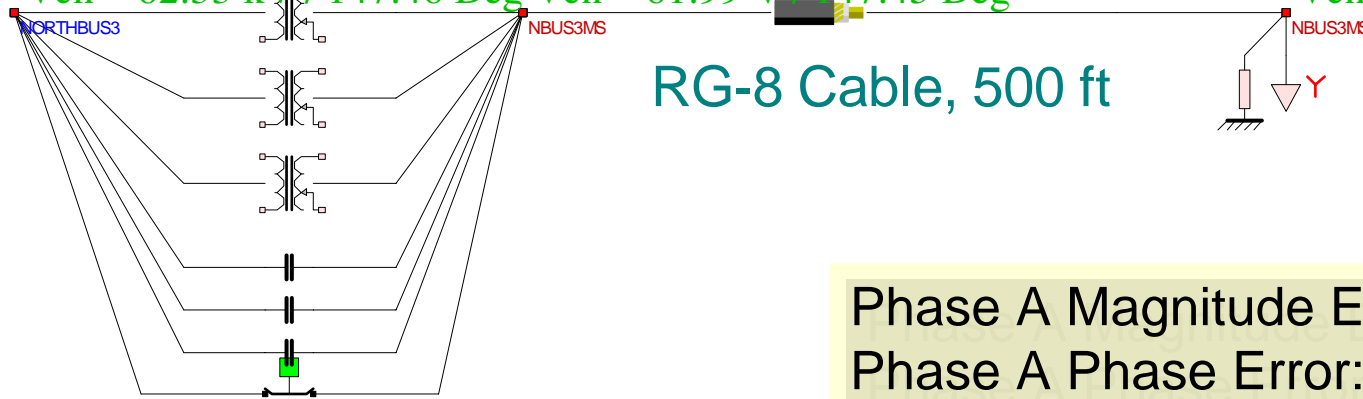 NORTHBUS3
NBUS3MS
NBUS3MS
RG-8 Cable, 500 ft
Y
Phase A Magnitude E
Phase A Phase Error: